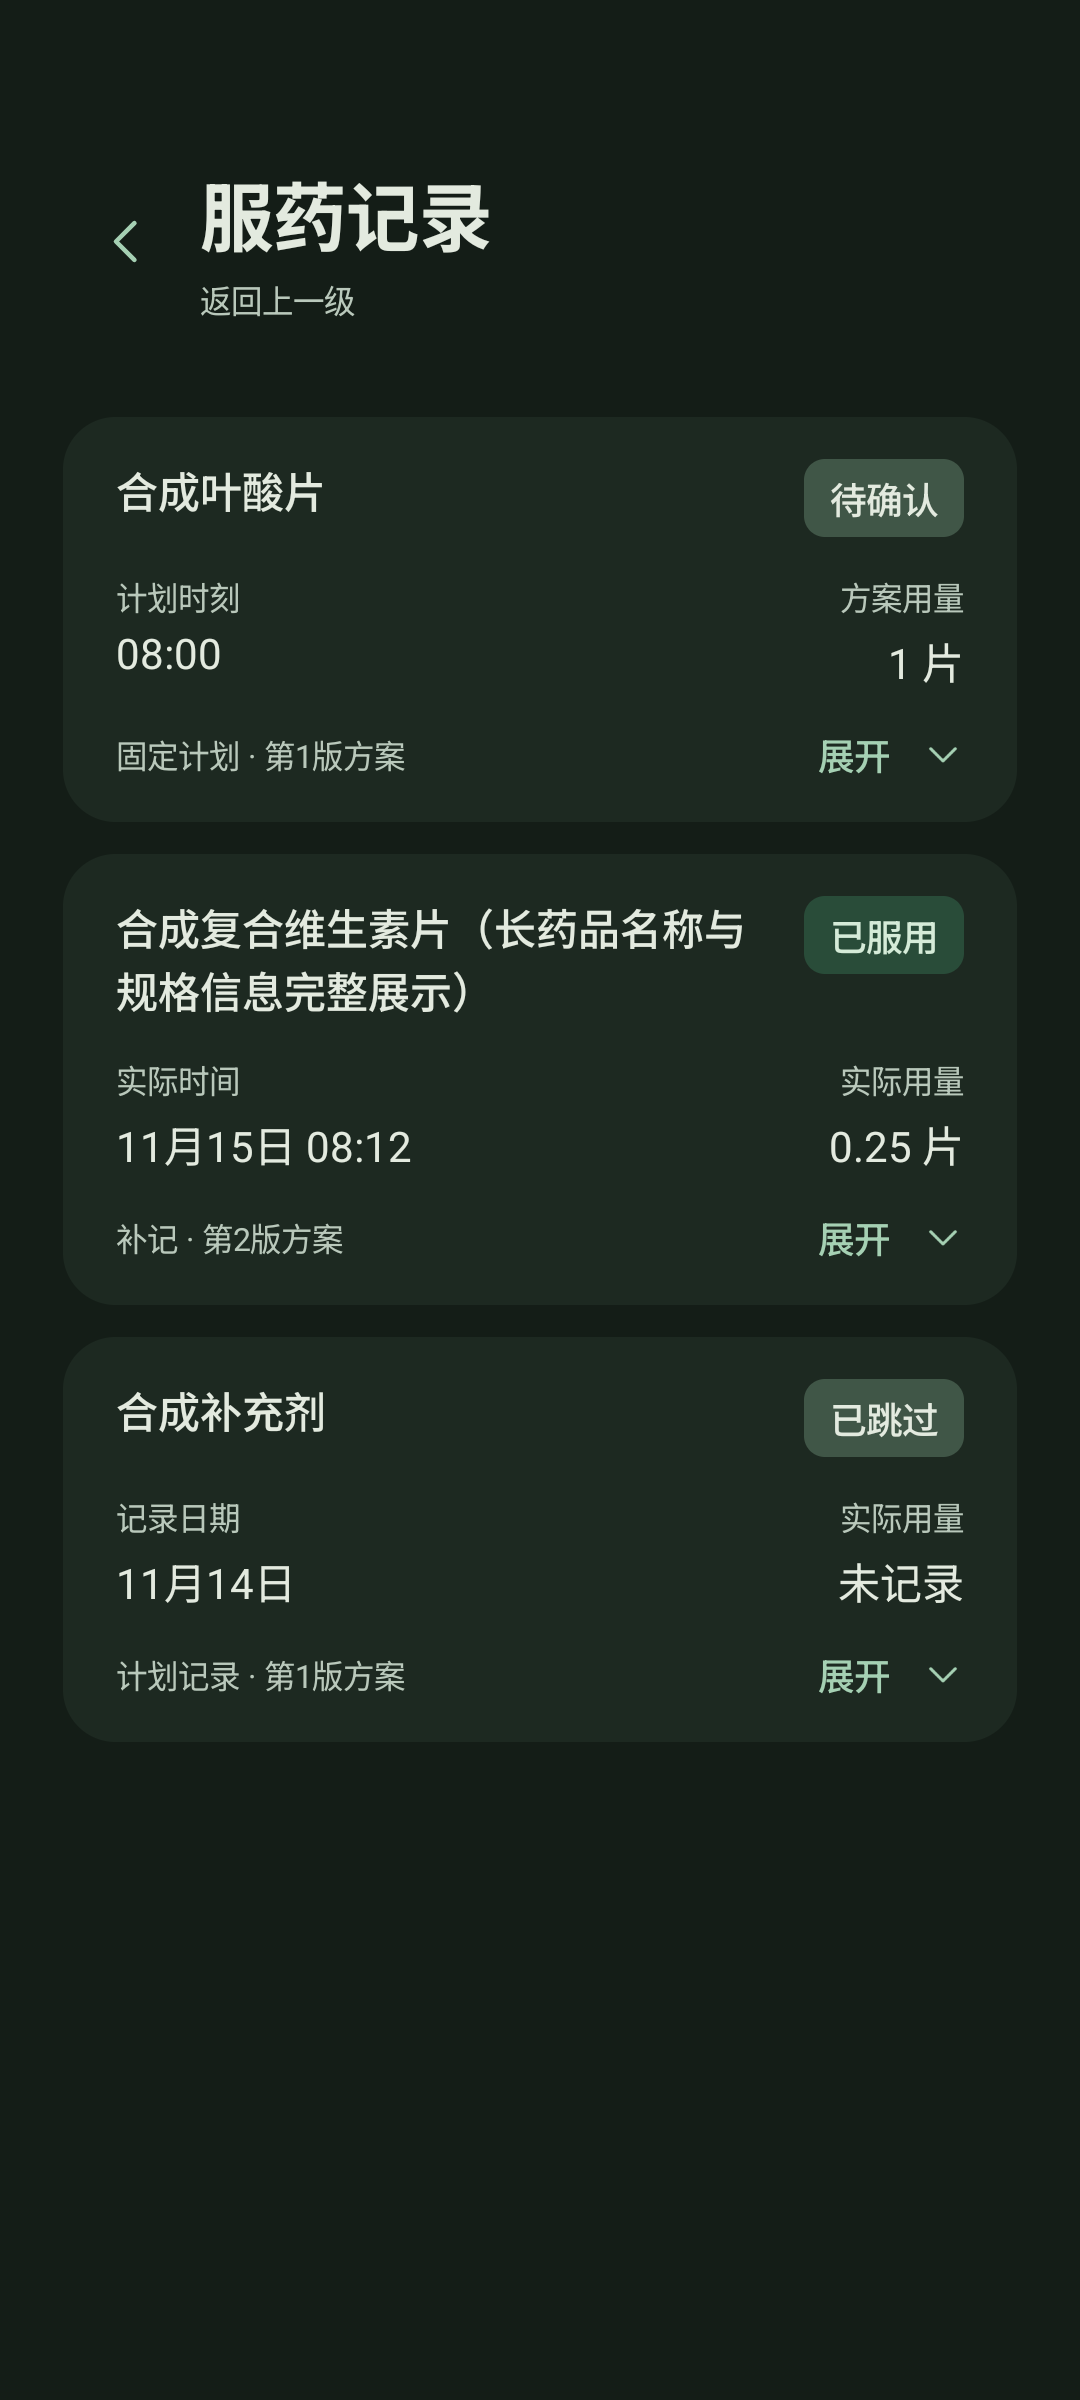 服药记录
返回上一级
合成叶酸片
待确认
计划时刻
方案用量
08:00
1 片
固定计划 · 第1版方案
展开
合成复合维生素片（长药品名称与
规格信息完整展示）
已服用
实际时间
实际用量
11月15日 08:12
0.25 片
补记 · 第2版方案
展开
合成补充剂
已跳过
记录日期
实际用量
11月14日
未记录
计划记录 · 第1版方案
展开